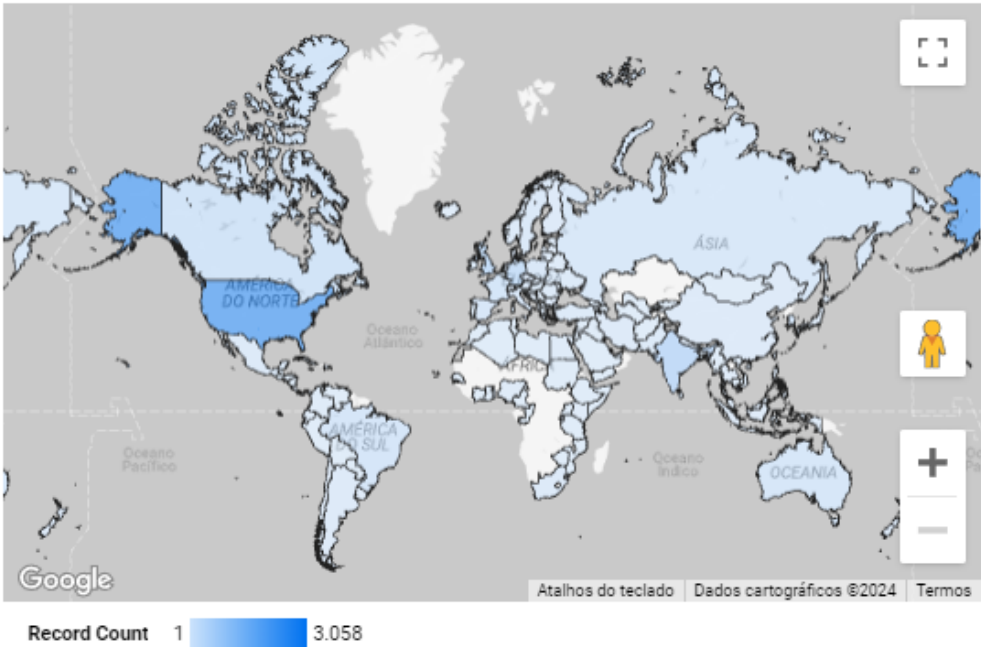 ÁSIA
AMÉRICA
DO NORTE
Oceano
Atlântico
ÁFRICA
AMÉRICA
DO SUL
Oceano
Pacífico
Oceano
Índico
OCEANIA
Google
Atalhos do teclado
Dados cartográficos ©2024
Termos
Record Count 1 3.058